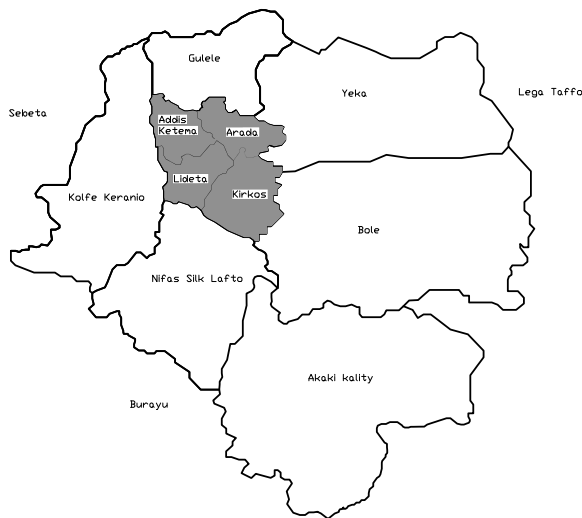 Gulele
Yeka
Lega Taffo
Sebeta
Addis
Ketema
Arada
Lideta
Kirkos
Kolfe Keranio
Bole
Nifas Silk Lafto
Akaki kality
Burayu